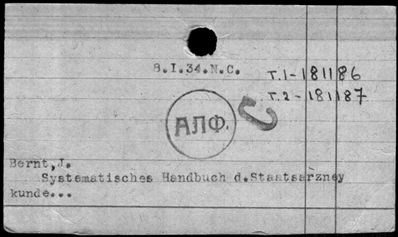 8.I.34.N.C.
т.1-181186
т.2-181187
АЛФ.
C
Bernt,J.
Systematisches Handbuch d.Staatsarzney
kunde...